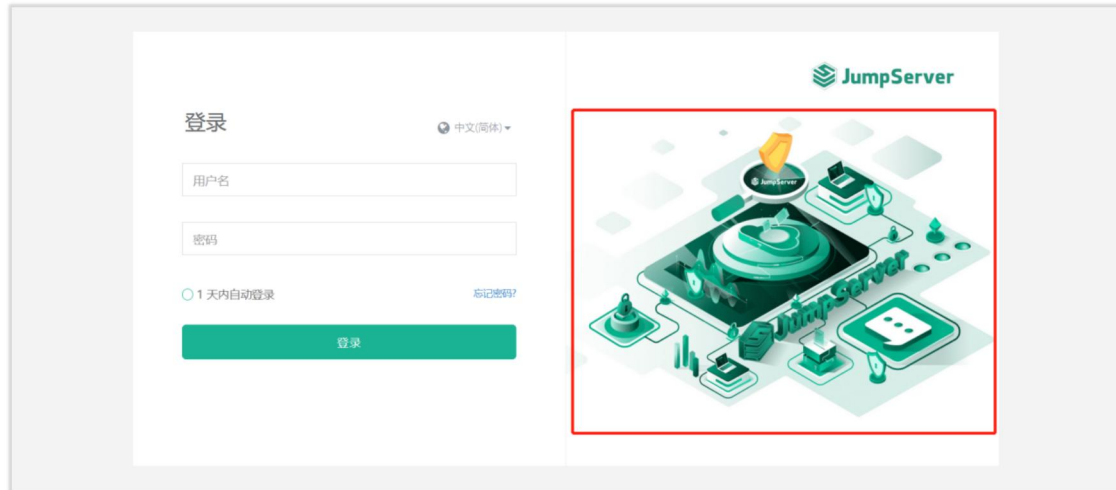 JumpServer
登录
中文(简体)
用户名
密码
1 天内自动登录
忘记密码?
登录
JumpServer
JumpServer